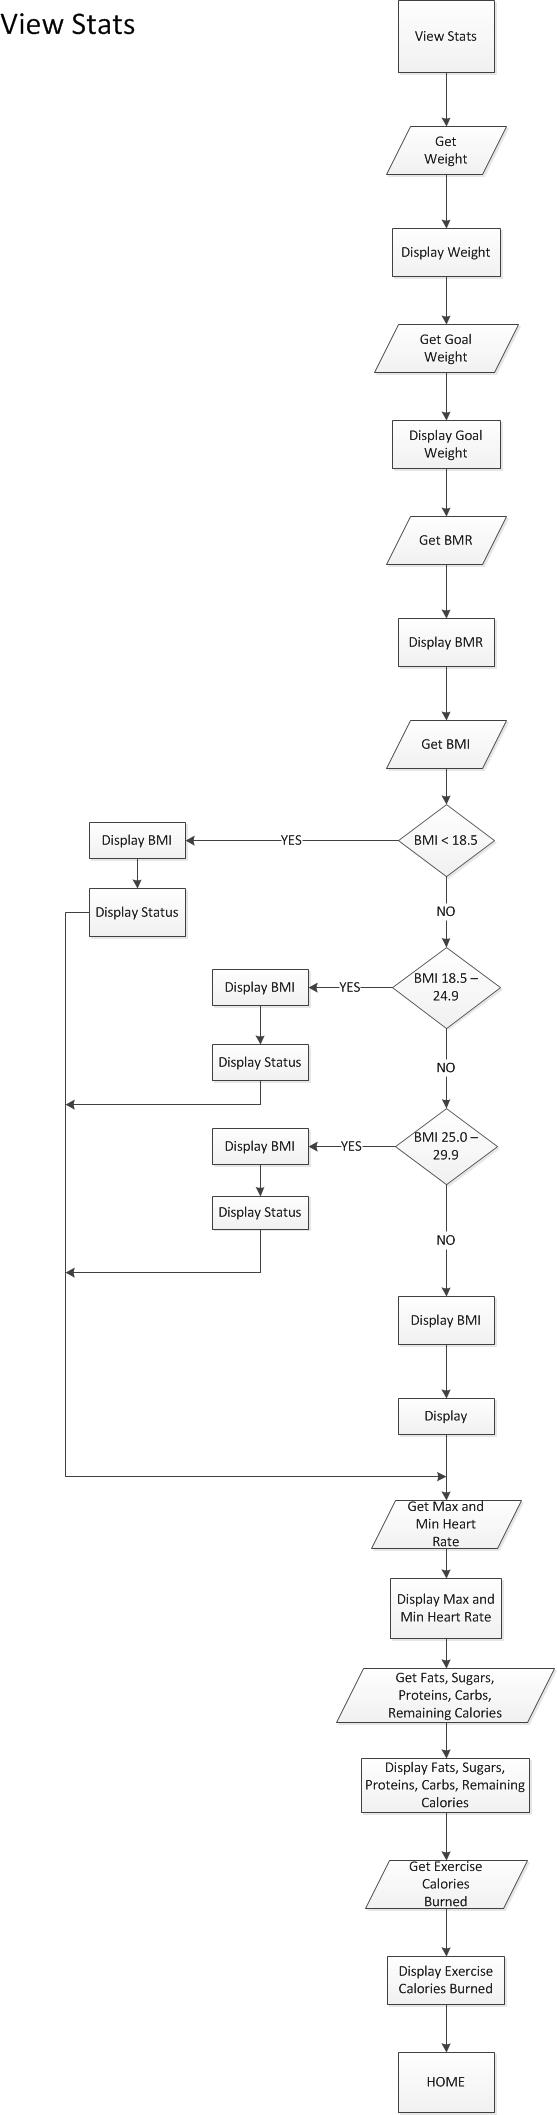 View Stats
View Stats
Get
Weight
Display Weight
Get Goal
Weight
Display Goal
Weight
Get BMR
Display BMR
Get BMI
Display BMI
YES
BMI < 18.5
Display Status
NO
Display BMI
YES
BMI 18.5 –
24.9
Display Status
NO
Display BMI
YES
BMI 25.0 –
29.9
Display Status
NO
Display BMI
Display
Get Max and
Min Heart
Rate
Display Max and
Min Heart Rate
Get Fats, Sugars,
Proteins, Carbs,
Remaining Calories
Display Fats, Sugars,
Proteins, Carbs, Remaining
Calories
Get Exercise
Calories
Burned
Display Exercise
Calories Burned
HOME